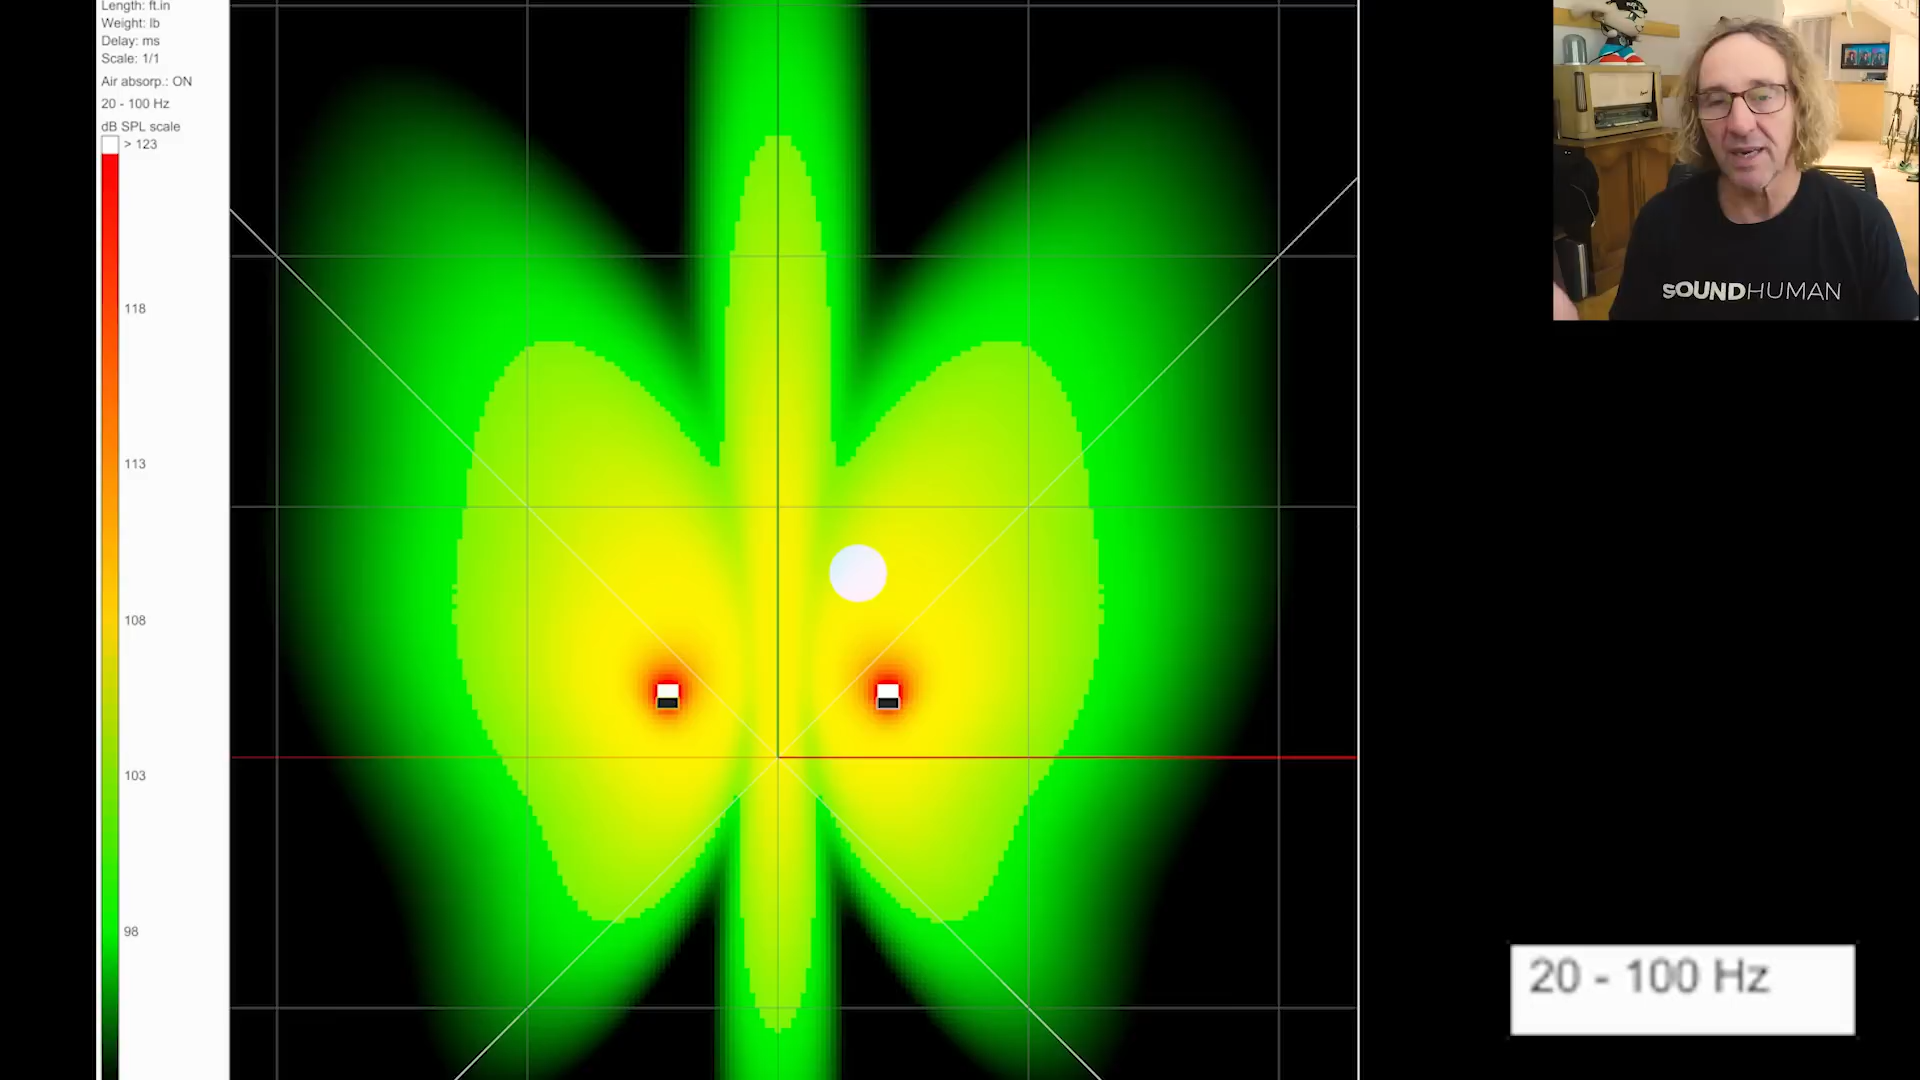 Length: ft.in
Weight: lb
Delay: ms
Scale: 1/1
Air absorp.: ON
20 - 100 Hz
dB SPL scale
> 123
118
113
108
103
98
SOUNDHUMAN
20 - 100 Hz